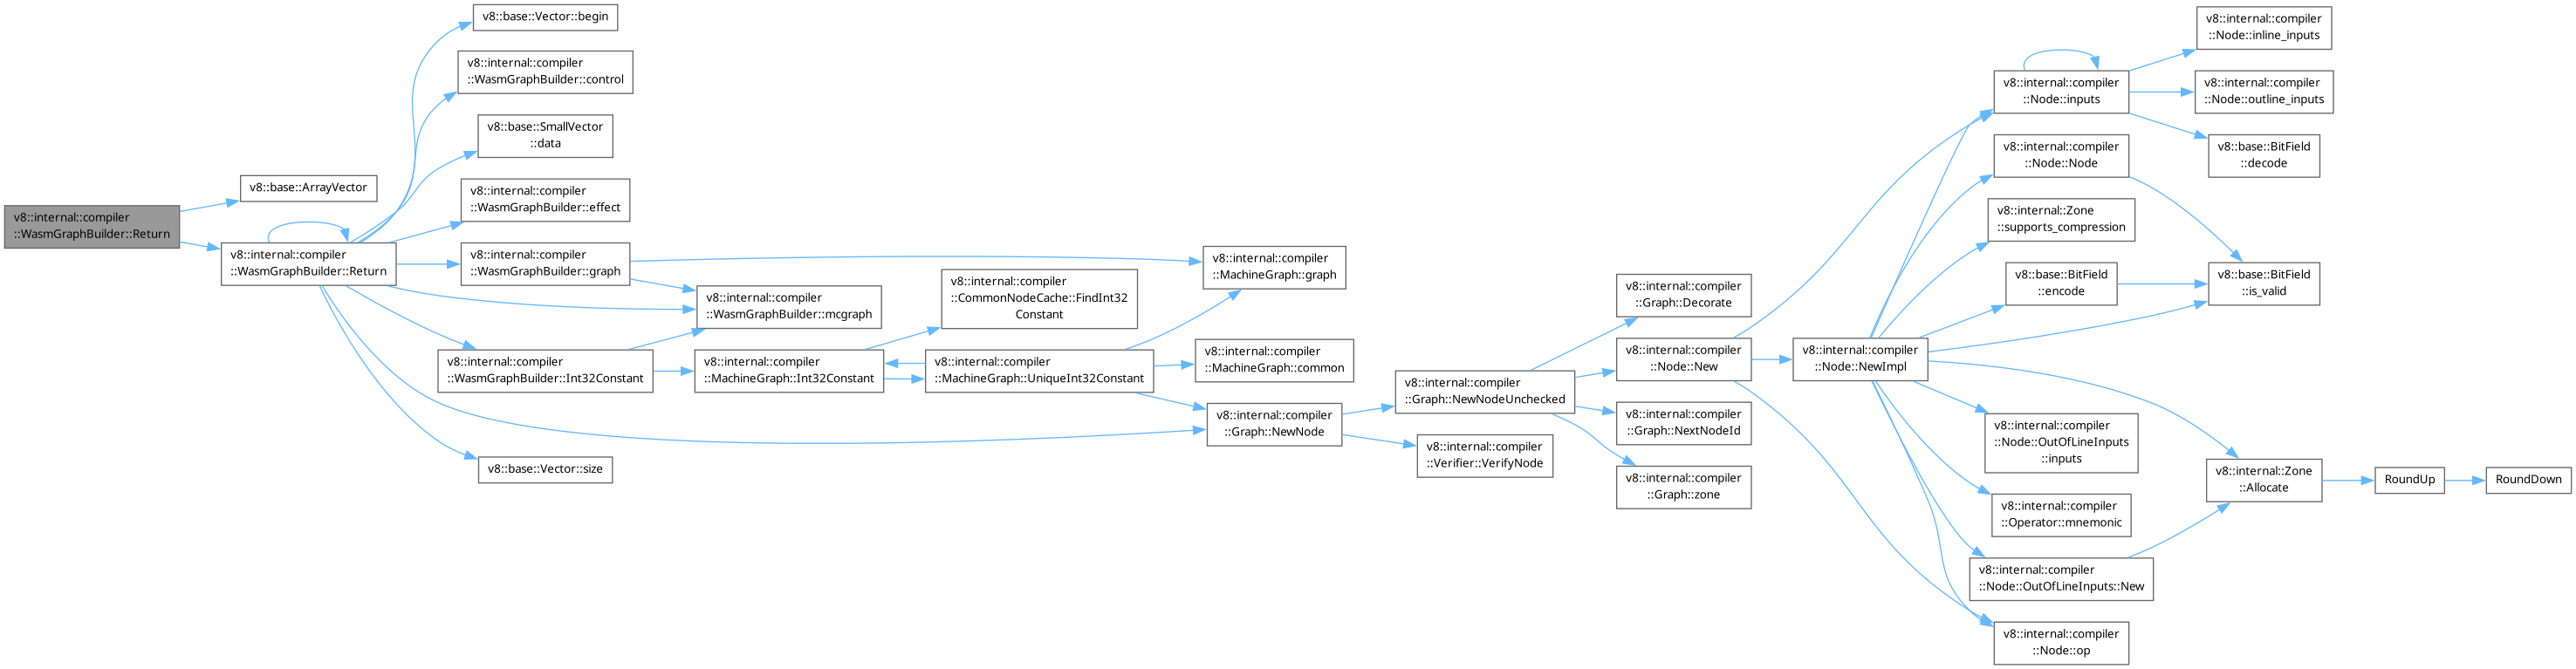 v8::internal::compiler
::WasmGraphBuilder::Return
v8::base::ArrayVector
v8::internal::compiler
::WasmGraphBuilder::Return
v8::base::Vector::begin
v8::internal::compiler
::WasmGraphBuilder::control
v8::base::SmallVector
::data
v8::internal::compiler
::WasmGraphBuilder::effect
v8::internal::compiler
::WasmGraphBuilder::graph
v8::internal::compiler
::WasmGraphBuilder::mcgraph
v8::internal::compiler
::WasmGraphBuilder::Int32Constant
v8::base::Vector::size
v8::internal::compiler
::MachineGraph::Int32Constant
v8::internal::compiler
::CommonNodeCache::FindInt32
Constant
v8::internal::compiler
::MachineGraph::UniqueInt32Constant
v8::internal::compiler
::MachineGraph::graph
v8::internal::compiler
::MachineGraph::common
v8::internal::compiler
::Graph::NewNode
v8::internal::compiler
::Graph::NewNodeUnchecked
v8::internal::compiler
::Verifier::VerifyNode
v8::internal::compiler
::Graph::Decorate
v8::internal::compiler
::Node::New
v8::internal::compiler
::Graph::NextNodeId
v8::internal::compiler
::Graph::zone
v8::internal::compiler
::Node::NewImpl
v8::internal::compiler
::Node::inputs
v8::internal::compiler
::Node::Node
v8::internal::Zone
::supports_compression
v8::base::BitField
::encode
v8::internal::compiler
::Node::OutOfLineInputs
::inputs
v8::internal::compiler
::Operator::mnemonic
v8::internal::compiler
::Node::OutOfLineInputs::New
v8::internal::compiler
::Node::op
v8::internal::compiler
::Node::inline_inputs
v8::internal::compiler
::Node::outline_inputs
v8::base::BitField
::decode
v8::base::BitField
::is_valid
v8::internal::Zone
::Allocate
RoundUp
RoundDown